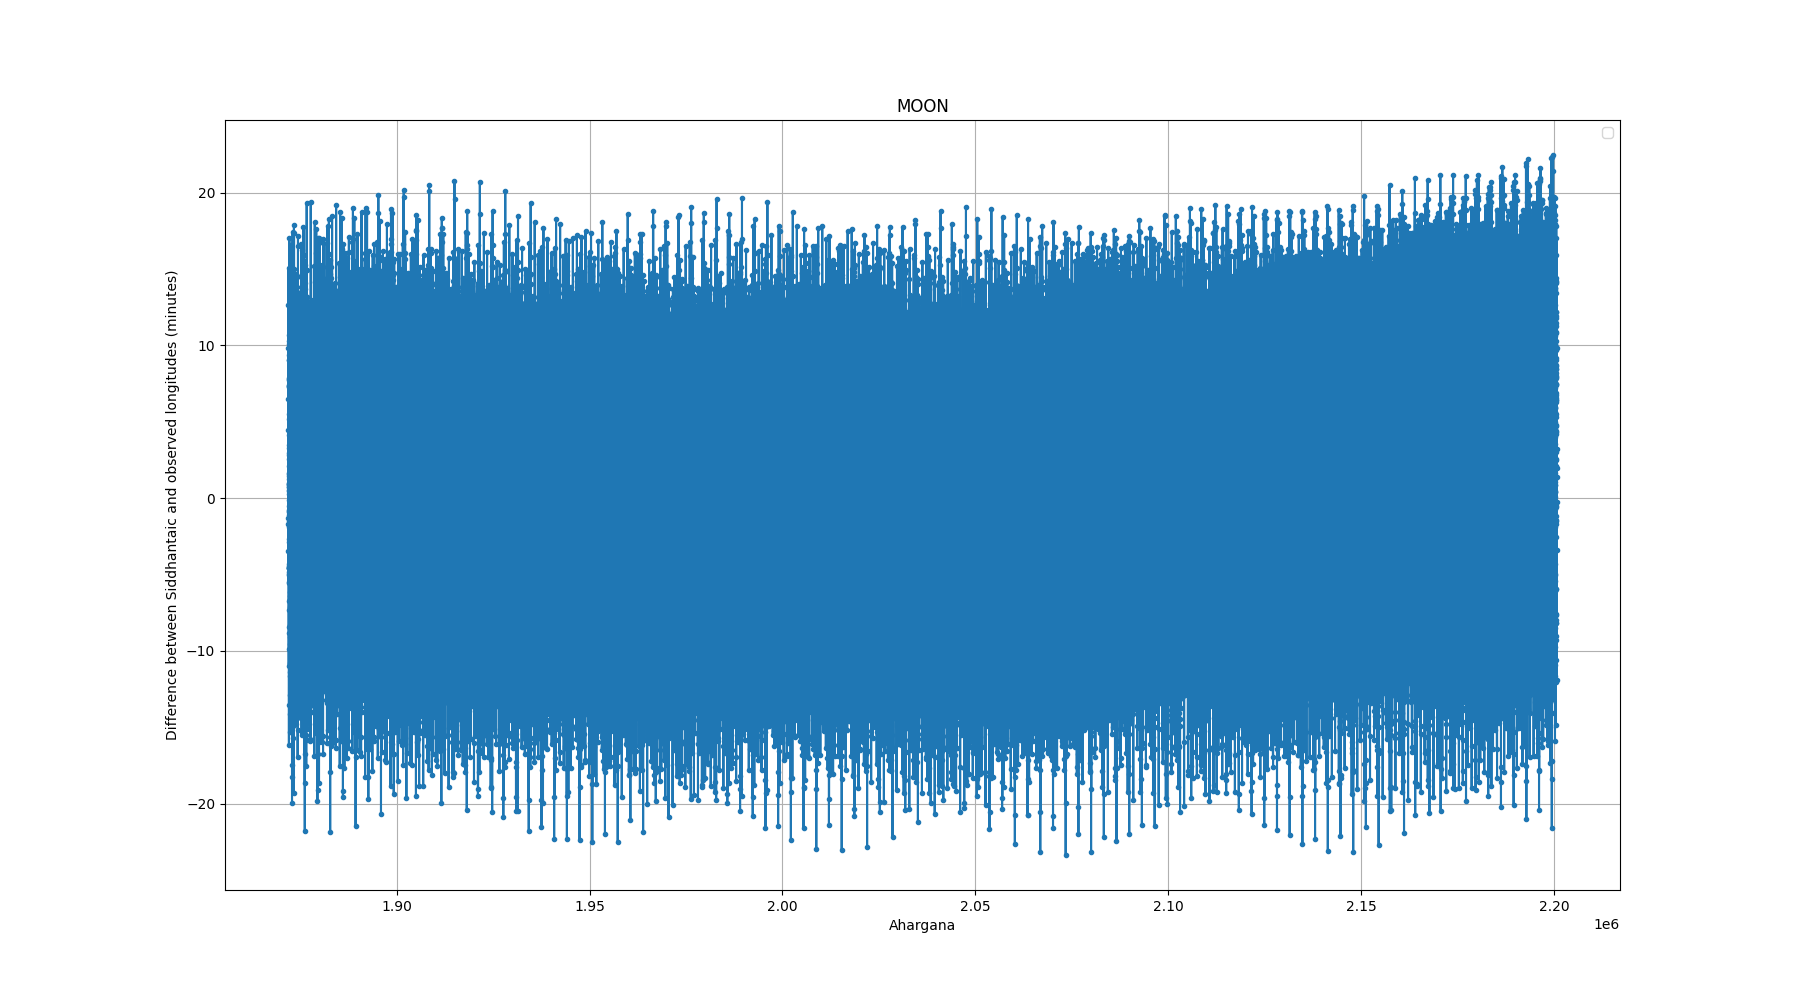 MOON
Difference between Siddhantaic and observed longitudes (minutes)
20
10
0
−10
−20
1.90 1.95 2.00 2.05 2.10 2.15 2.20
1e6
Ahargana